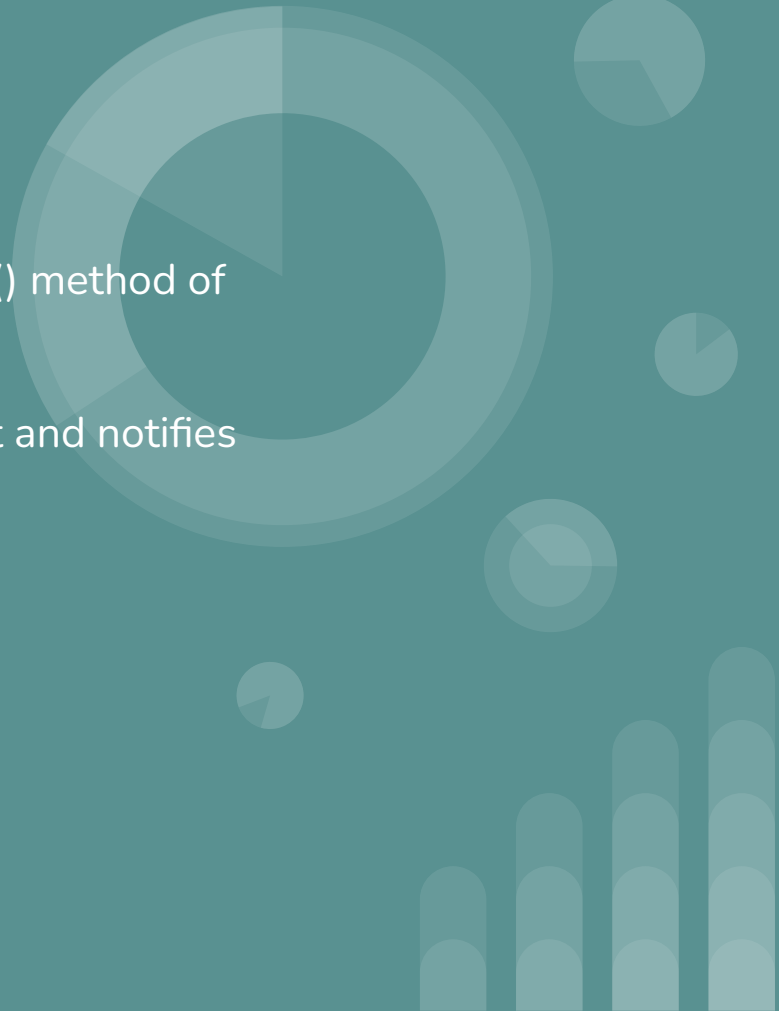 () method of
and notifies